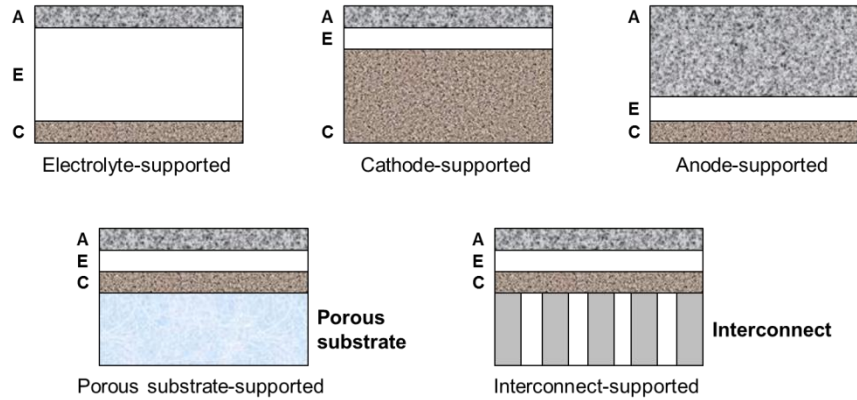 A
E
C
Electrolyte-supported
A
E
C
Cathode-supported
A
E
C
Anode-supported
A
E
C
Porous
substrate
Porous substrate-supported
A
E
C
Interconnect
Interconnect-supported